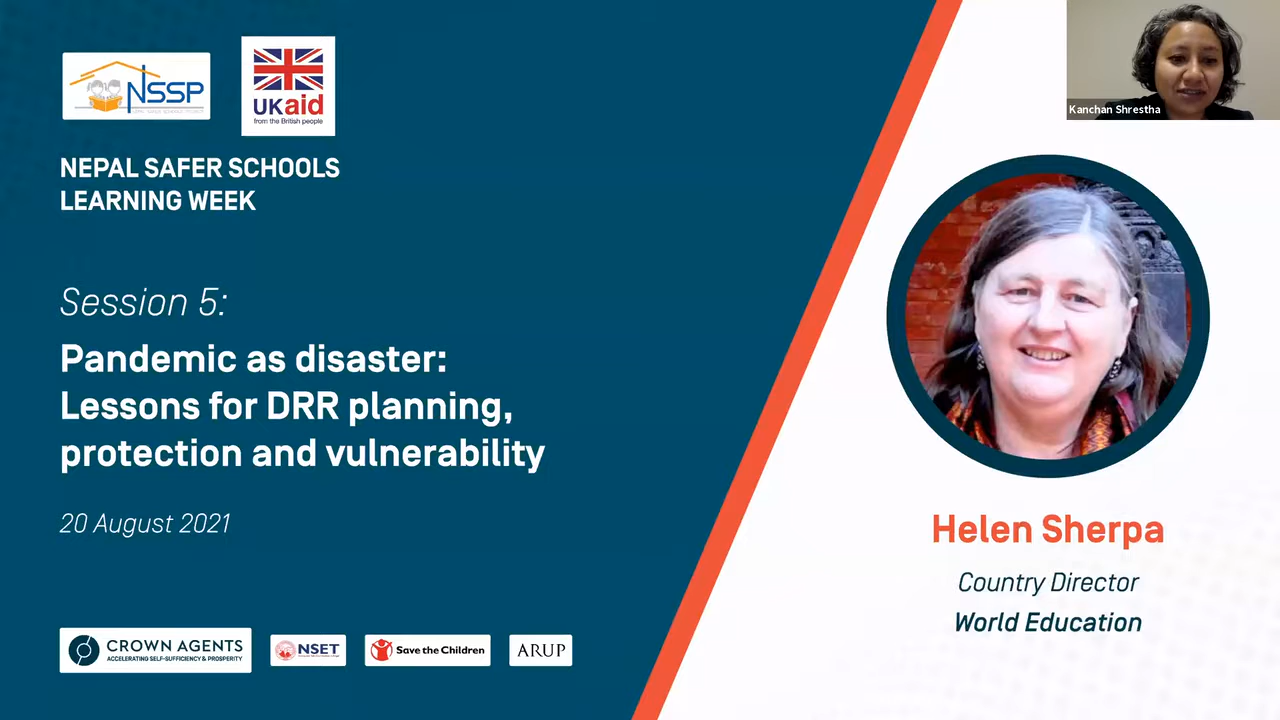 NSSP
UKaid
from the British people
NEPAL SAFER SCHOOLS
LEARNING WEEK
Session 5:
Pandemic as disaster:
Lessons for DRR planning,
protection and vulnerability
20 August 2021
CROWN AGENTS
ACCELERATING SELF-SUFFICIENCY & PROSPERITY
NSET
Save the Children
ARUP
Kanchan Shrestha
Helen Sherpa
Country Director
World Education